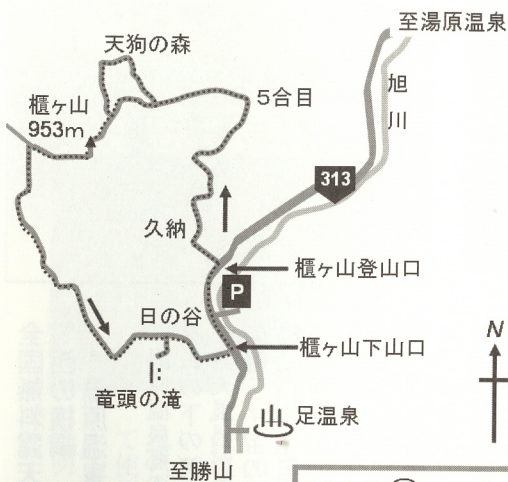 至湯原温泉
天狗の森
旭川
5合目
櫃ヶ山
953m
313
久納
櫃ヶ山登山口
P
日の谷
N
櫃ヶ山下山口
竜頭の滝
足温泉
至勝山